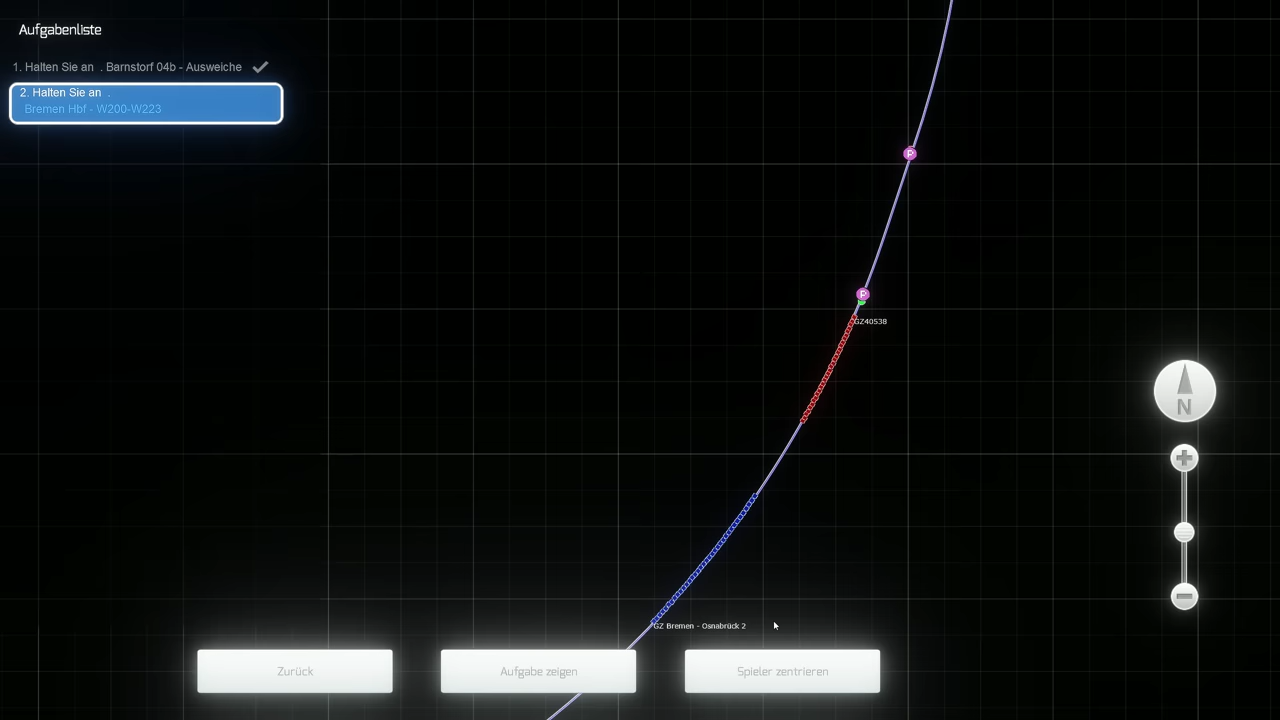 Aufgabenliste
1. Halten Sie an . Barnstorf 04b - Ausweiche
2. Halten Sie an .
Bremen Hbf - W200-W223
P
P
GZ40538
N
GZ Bremen - Osnabrück 2
Zurück
Aufgabe zeigen
Spieler zentrieren